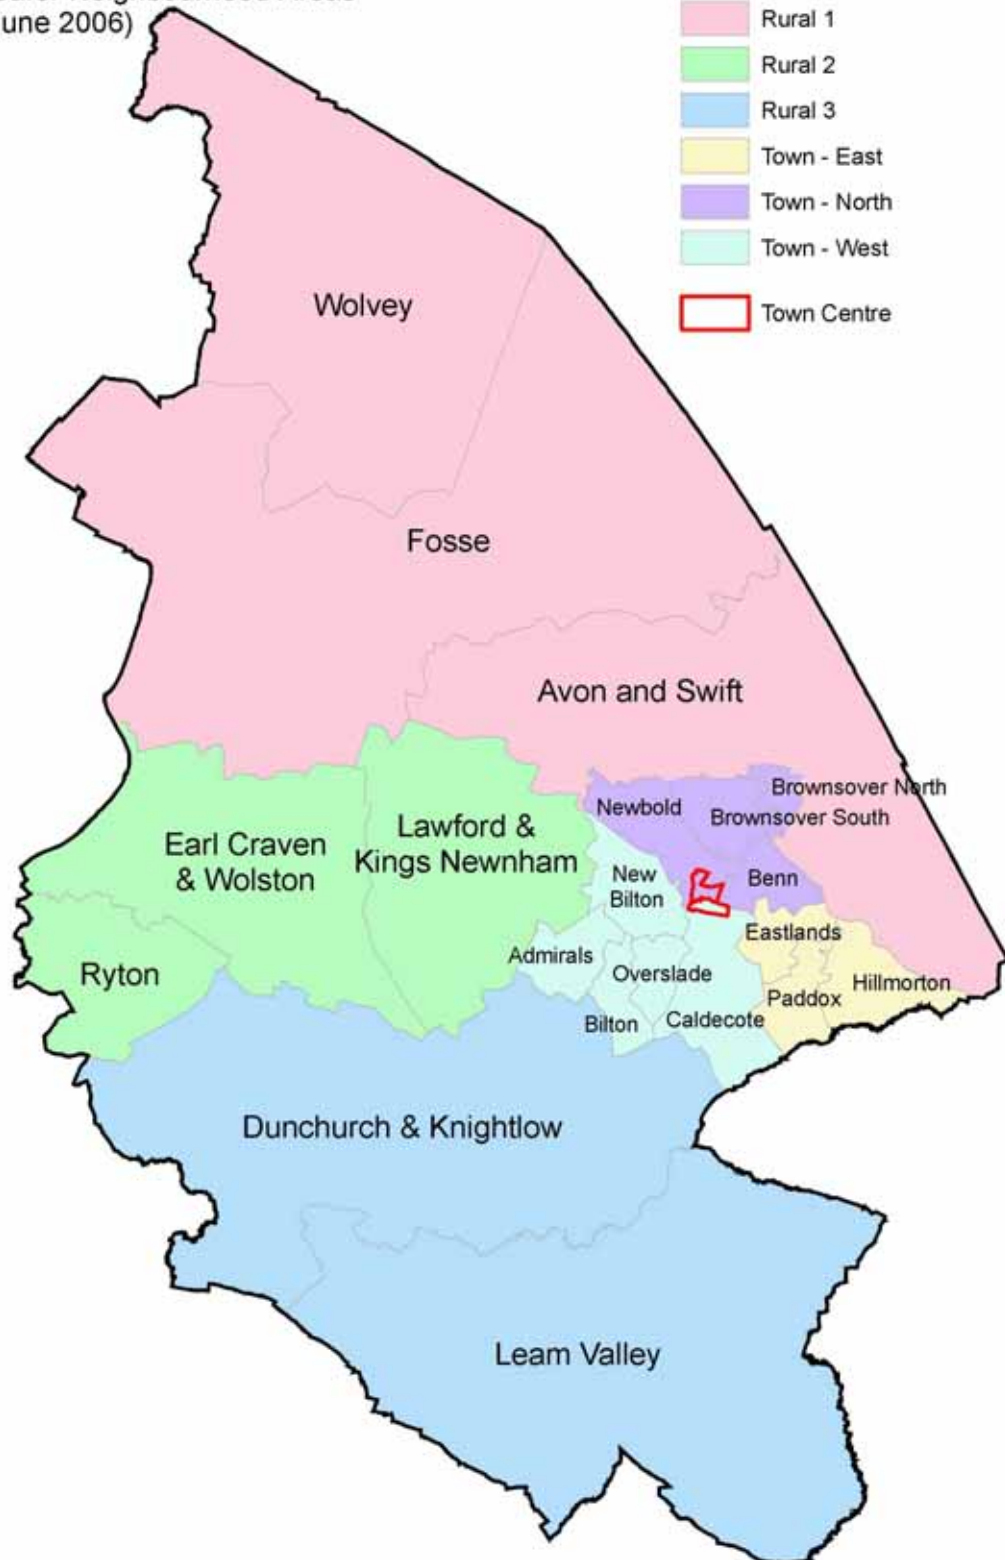 une 2006)
Rural 1
Rural 2
Rural 3
Town - East
Town - North
Town - West
Town Centre
Wolvey
Fosse
Avon and Swift
Brownsover North
Newbold
Brownsover South
Earl Craven
& Wolston
Lawford &
Kings Newnham
New
Bilton
Benn
Eastlands
Admirals
Overslade
Ryton
Hillmorton
Paddox
Bilton
Caldecote
Dunchurch & Knightlow
Leam Valley